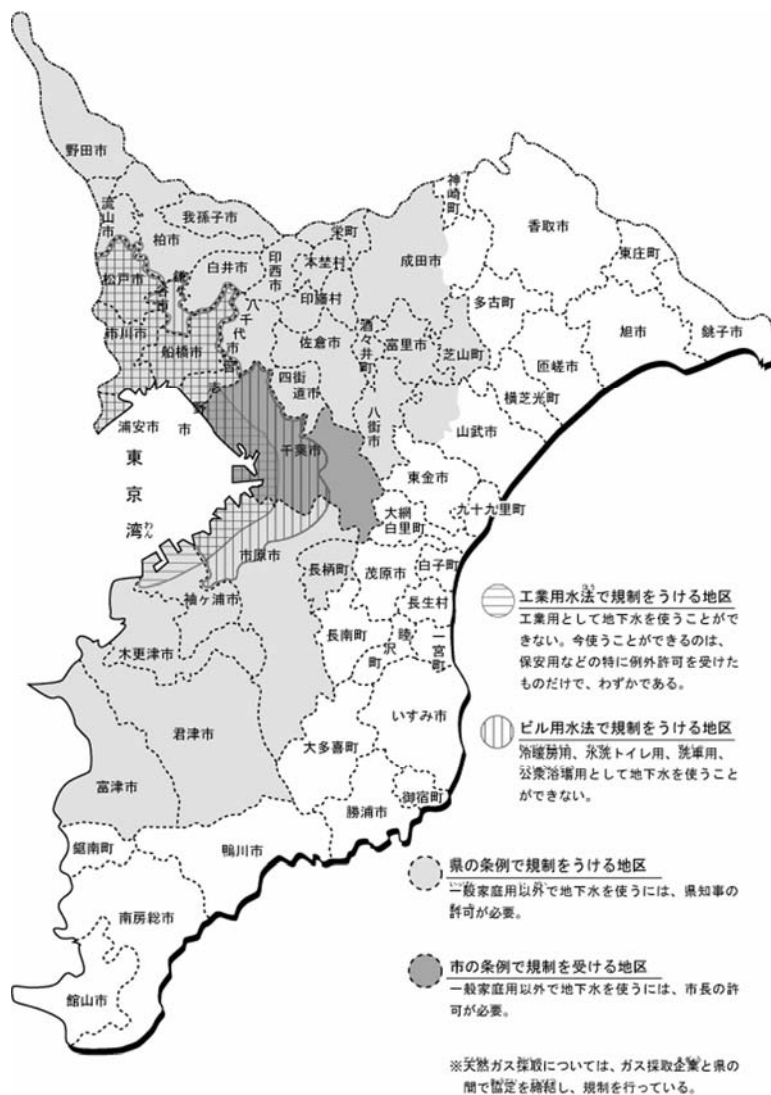 野田市
流山市
我孫子市
柏市
神崎町
香取市
栄町
成田市
東庄町
松戸市
鎌ケ谷市
白井市
印西市
本埜村
印旛村
八千代市
多古町
旭市
銚子市
市川市
船橋市
佐倉市
酒々井町
富里市
芝山町
匝瑳市
習志野市
四街道市
八街市
横芝光町
浦安市
千葉市
山武市
東京湾
わん
東金市
大網白里町
九十九里町
市原市
長柄町
茂原市
白子町
袖ヶ浦市
長生村
長南町
睦沢町
一宮町
木更津市
いすみ市
君津市
大多喜町
富津市
勝浦市
御宿町
鋸南町
鴨川市
南房総市
館山市
工業用水法で規制をうける地区
工業用として地下水を使うことがで
きない。今使うことができるのは、
保安用などの特に例外許可を受けた
ものだけで、わずかである。
ビル用水法で規制をうける地区
冷暖房用、水洗トイレ用、洗車用、
公衆浴場用として地下水を使うこと
ができない。
県の条例で規制をうける地区
一般家庭用以外で地下水を使うには、県知事の
許可が必要。
市の条例で規制を受ける地区
一般家庭用以外で地下水を使うには、市長の許
可が必要。
※天然ガス採取については、ガス採取企業と県の
間で協定を締結し、規制を行っている。